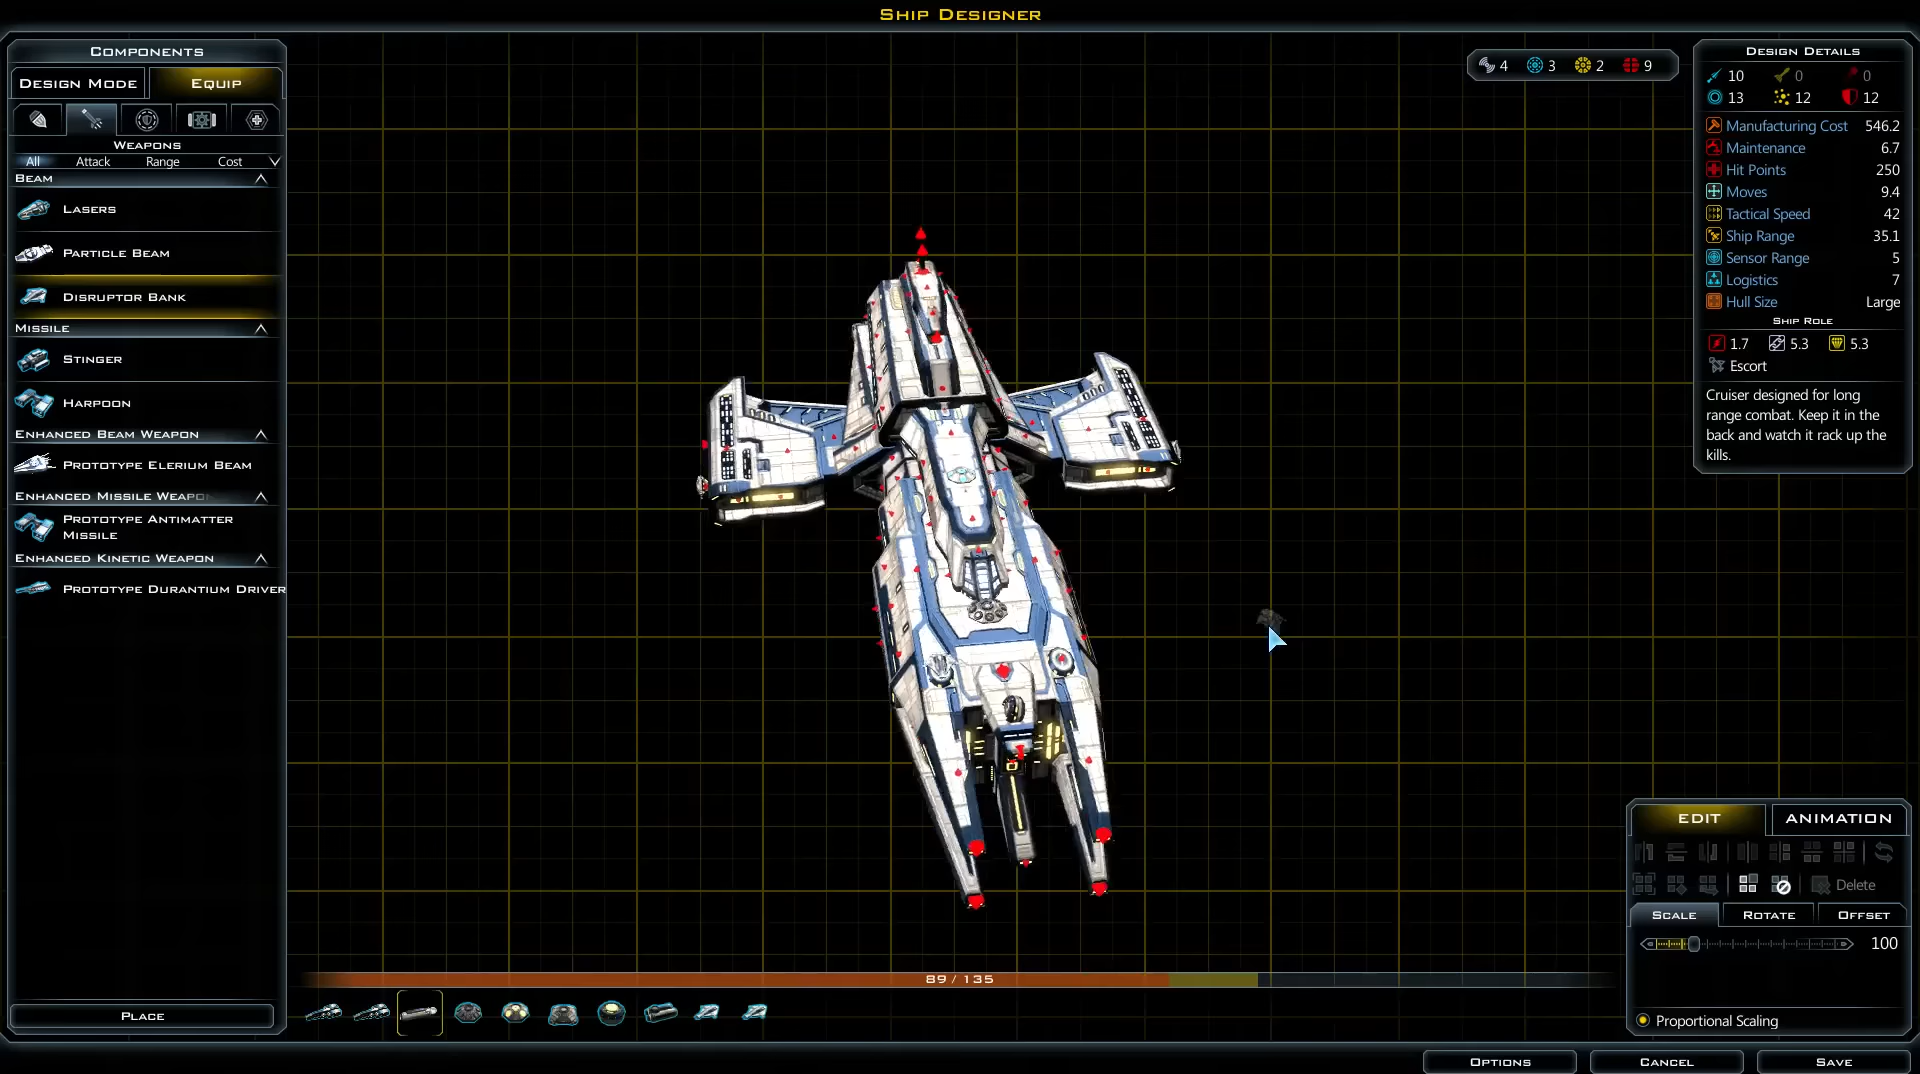 Ship Designer
Components
Design Mode
Equip
Weapons
All Attack Range Cost
Beam
Lasers
Particle Beam
Disruptor Bank
Missile
Stinger
Harpoon
Enhanced Beam Weapon
Prototype Elerium Beam
Enhanced Missile Weapon
Prototype Antimatter
Missile
Enhanced Kinetic Weapon
Prototype Durantium Driver
Place
4 3 2 9
Design Details
10 0 0
13 12 12
Manufacturing Cost 546.2
Maintenance 6.7
Hit Points 250
Moves 9.4
Tactical Speed 42
Ship Range 35.1
Sensor Range 5
Logistics 7
Hull Size Large
Ship Role
1.7 5.3 5.3
Escort
Cruiser designed for long
range combat. Keep it in the
back and watch it rack up the
kills.
Edit
Animation
Delete
Scale Rotate Offset
100
Proportional Scaling
89 / 135
Options
Cancel
Save